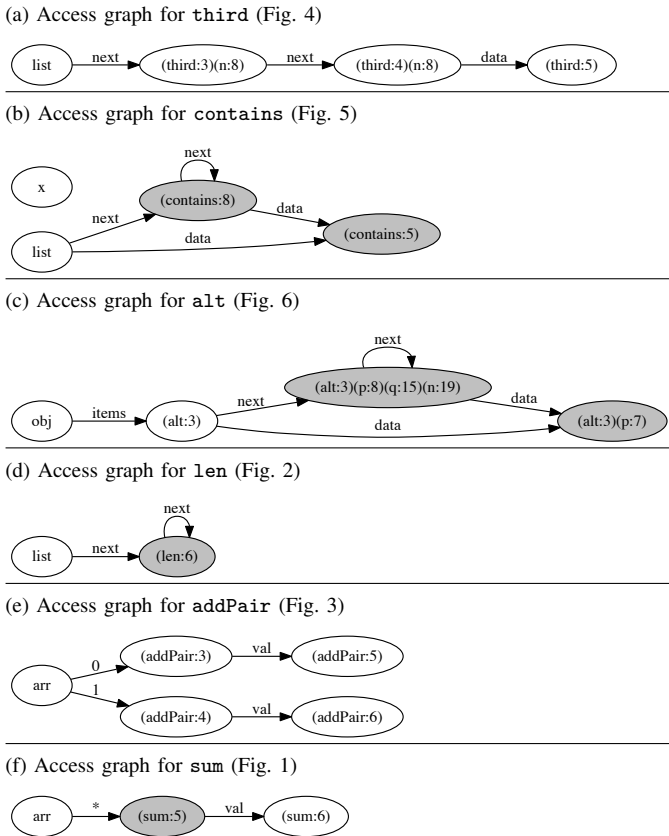 (a) Access graph for third (Fig. 4)
list next (third:3)(n:8) next (third:4)(n:8) data (third:5)
(b) Access graph for contains (Fig. 5)
next
x
(contains:8)
next data
(contains:5)
data
list
(c) Access graph for alt (Fig. 6)
next
(alt:3)(p:8)(q:15)(n:19)
next data
obj items (alt:3) data (alt:3)(p:7)
(d) Access graph for len (Fig. 2)
next
list next (len:6)
(e) Access graph for addPair (Fig. 3)
(addPair:3) val (addPair:5)
0
arr
1
(addPair:4) val (addPair:6)
(f) Access graph for sum (Fig. 1)
arr * (sum:5) val (sum:6)